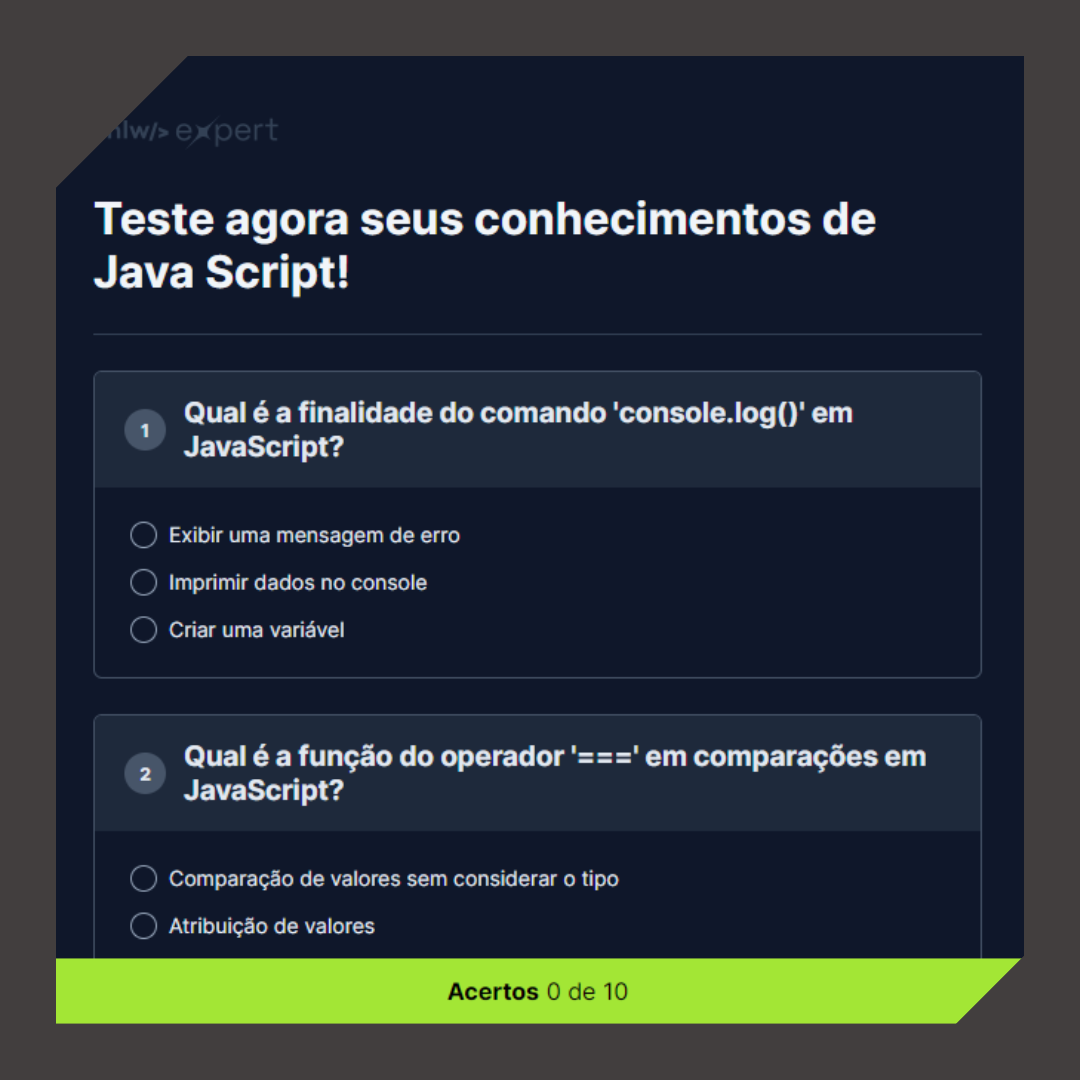 nlw/> expert
Teste agora seus conhecimentos de
Java Script!
1
Qual é a finalidade do comando 'console.log()' em
JavaScript?
Exibir uma mensagem de erro
Imprimir dados no console
Criar uma variável
2
Qual é a função do operador '===' em comparações em
JavaScript?
Comparação de valores sem considerar o tipo
Atribuição de valores
Acertos 0 de 10